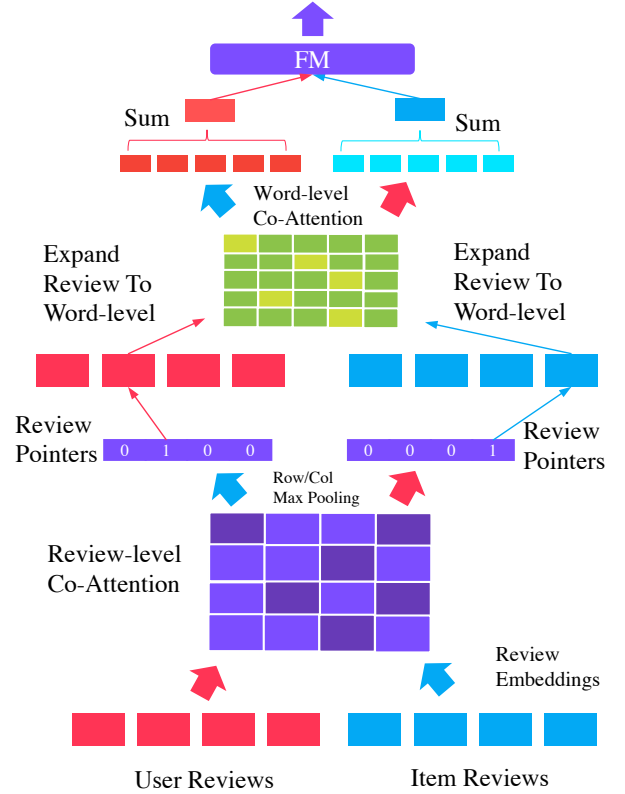 FM
Sum
Sum
Word-level
Co-Attention
Expand
Review To
Word-level
Expand
Review To
Word-level
Review
Pointers
0 1 0 0
0 0 0 1
Review
Pointers
Row/Col
Max Pooling
Review-level
Co-Attention
Review
Embeddings
User Reviews
Item Reviews